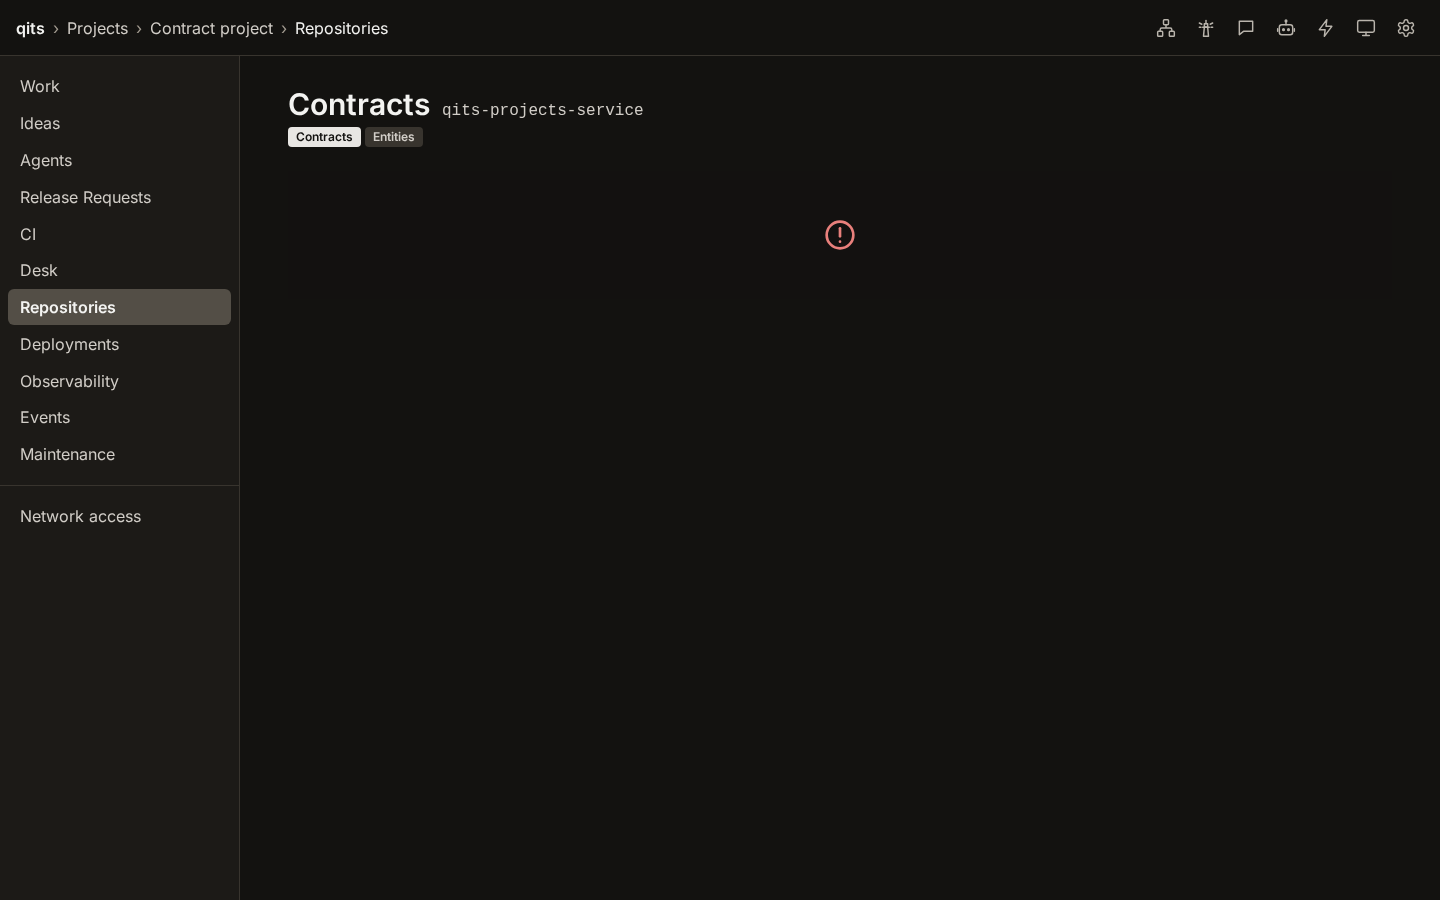 qits › Projects › Contract project › Repositories
Work
Ideas
Agents
Release Requests
CI
Desk
Repositories
Deployments
Observability
Events
Maintenance
Network access
Contracts qits-projects-service
Contracts Entities